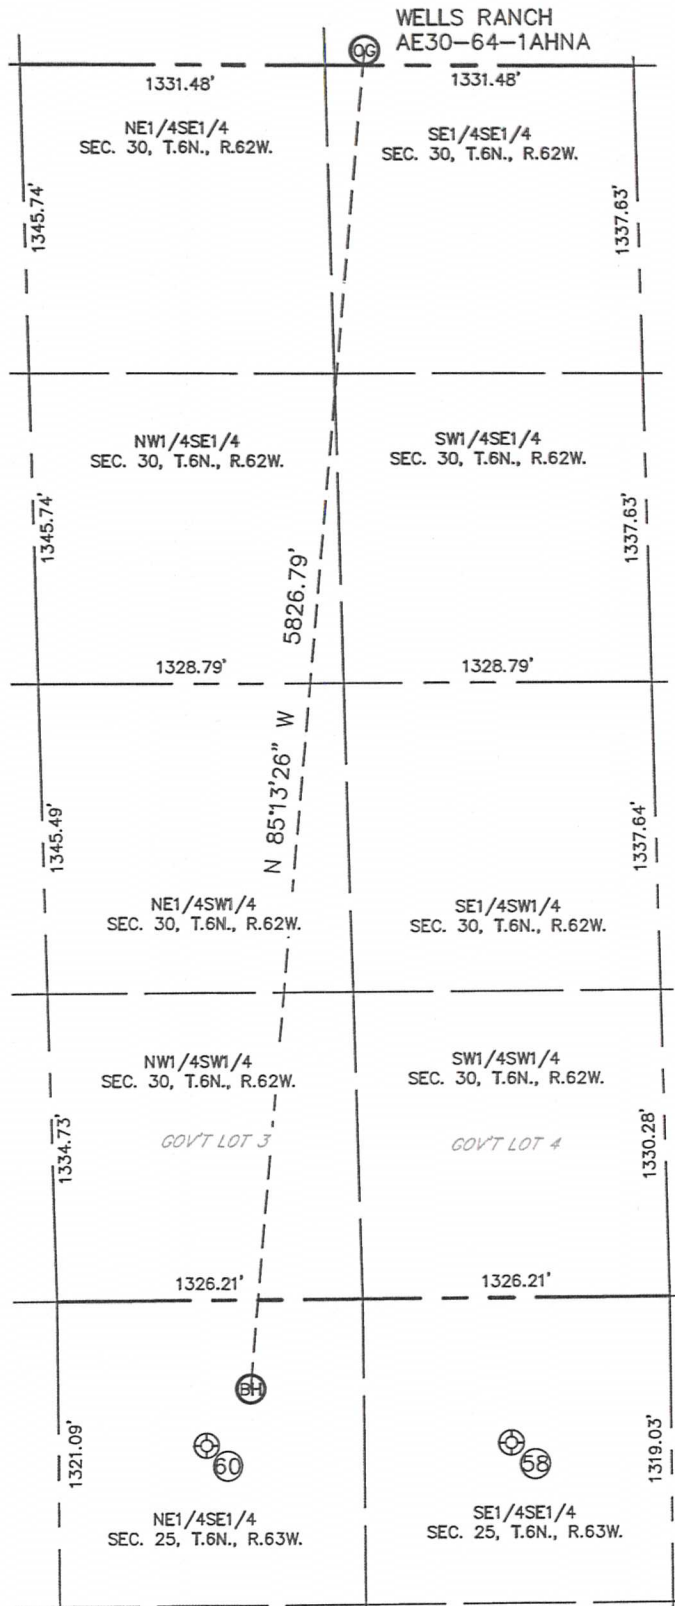 WELLS RANCH
AE30-64-1AHNA
OG
1331.48'
1331.48'
NE1/4SE1/4
SEC. 30, T.6N., R.62W.
SE1/4SE1/4
SEC. 30, T.6N., R.62W.
1345.74'
1337.63'
NW1/4SE1/4
SEC. 30, T.6N., R.62W.
SW1/4SE1/4
SEC. 30, T.6N., R.62W.
1345.74'
1337.63'
5826.79'
1328.79'
1328.79'
N 85°13'26" W
1345.49'
1337.64'
NE1/4SW1/4
SEC. 30, T.6N., R.62W.
SE1/4SW1/4
SEC. 30, T.6N., R.62W.
NW1/4SW1/4
SEC. 30, T.6N., R.62W.
SW1/4SW1/4
SEC. 30, T.6N., R.62W.
1334.73'
GOV'T LOT 3
GOV'T LOT 4
1330.28'
1326.21'
1326.21'
BH
1321.09'
60
58
1319.03'
NE1/4SE1/4
SEC. 25, T.6N., R.63W.
SE1/4SE1/4
SEC. 25, T.6N., R.63W.